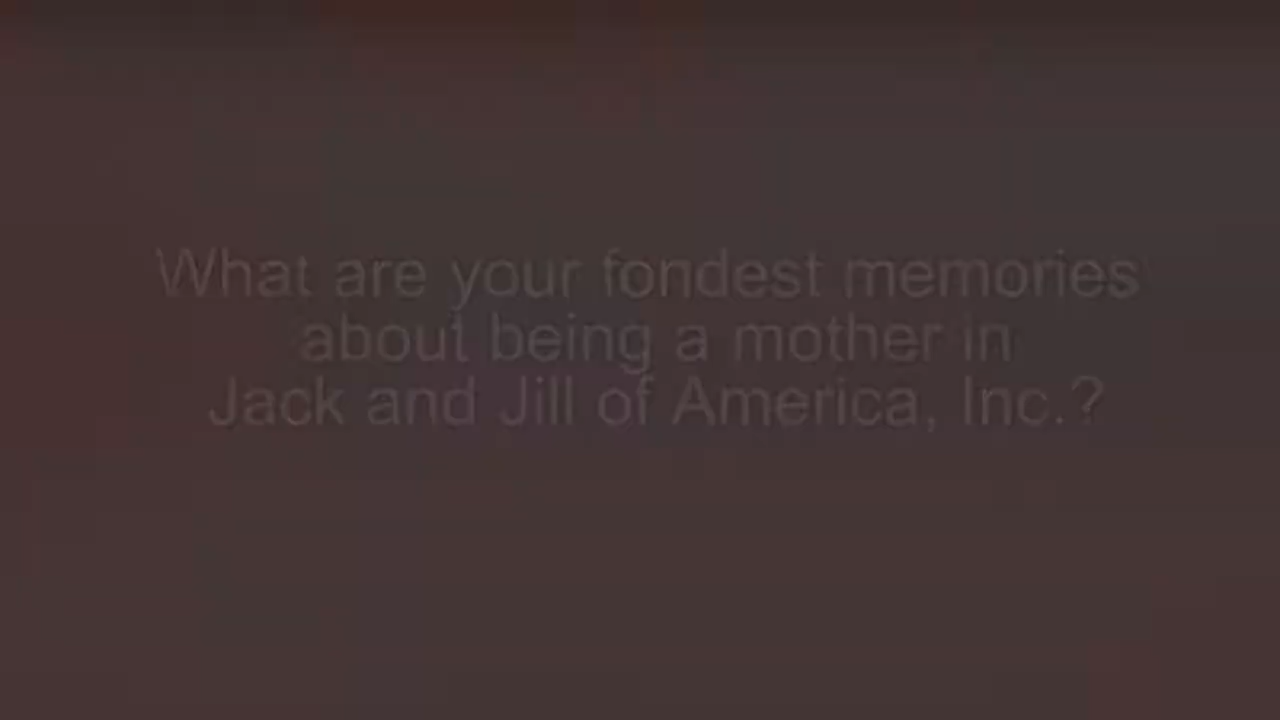 What are your fondest memories
about being a mother in
Jack and Jill of America, Inc.?